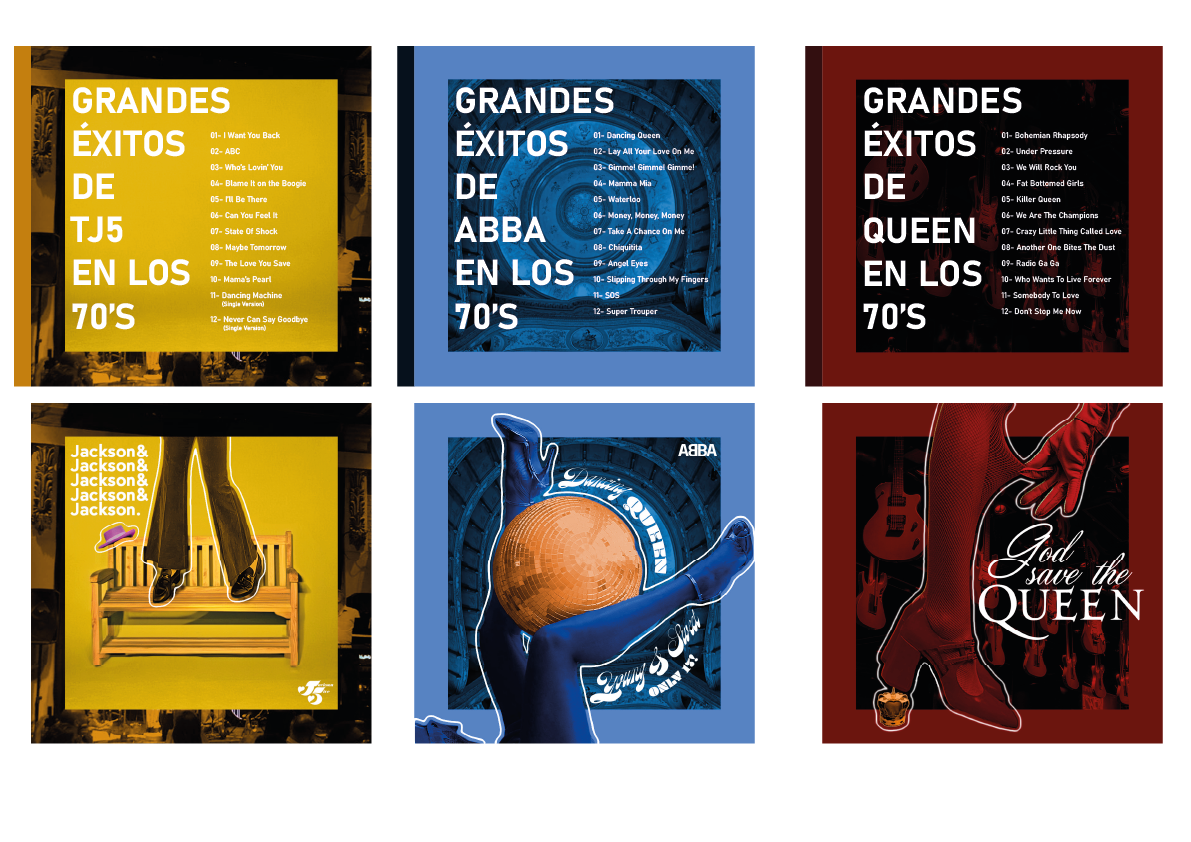 GRANDES
ÉXITOS
DE
TJ5
EN LOS
70'S
01- I Want You Back
02- ABC
03- Who's Lovin' You
04- Blame It on the Boogie
05- I'll Be There
06- Can You Feel It
07- State Of Shock
08- Maybe Tomorrow
09- The Love You Save
10- Mama's Pearl
11- Dancing Machine
(Single Version)
12- Never Can Say Goodbye
(Single Version)
GRANDES
ÉXITOS
DE
ABBA
EN LOS
70'S
01- Dancing Queen
02- Lay All Your Love On Me
03- Gimme! Gimme! Gimme!
04- Mamma Mia
05- Waterloo
06- Money, Money, Money
07- Take A Chance On Me
08- Chiquitita
09- Angel Eyes
10- Slipping Through My Fingers
11- SOS
12- Super Trouper
GRANDES
ÉXITOS
DE
QUEEN
EN LOS
70'S
01- Bohemian Rhapsody
02- Under Pressure
03- We Will Rock You
04- Fat Bottomed Girls
05- Killer Queen
06- We Are The Champions
07- Crazy Little Thing Called Love
08- Another One Bites The Dust
09- Radio Ga Ga
10- Who Wants To Live Forever
11- Somebody To Love
12- Don't Stop Me Now
Jackson&
Jackson&
Jackson&
Jackson&
Jackson.
ABBA
Dancing QUEEN
Young & Sweet
ONLY 17!
God
save the
QUEEN